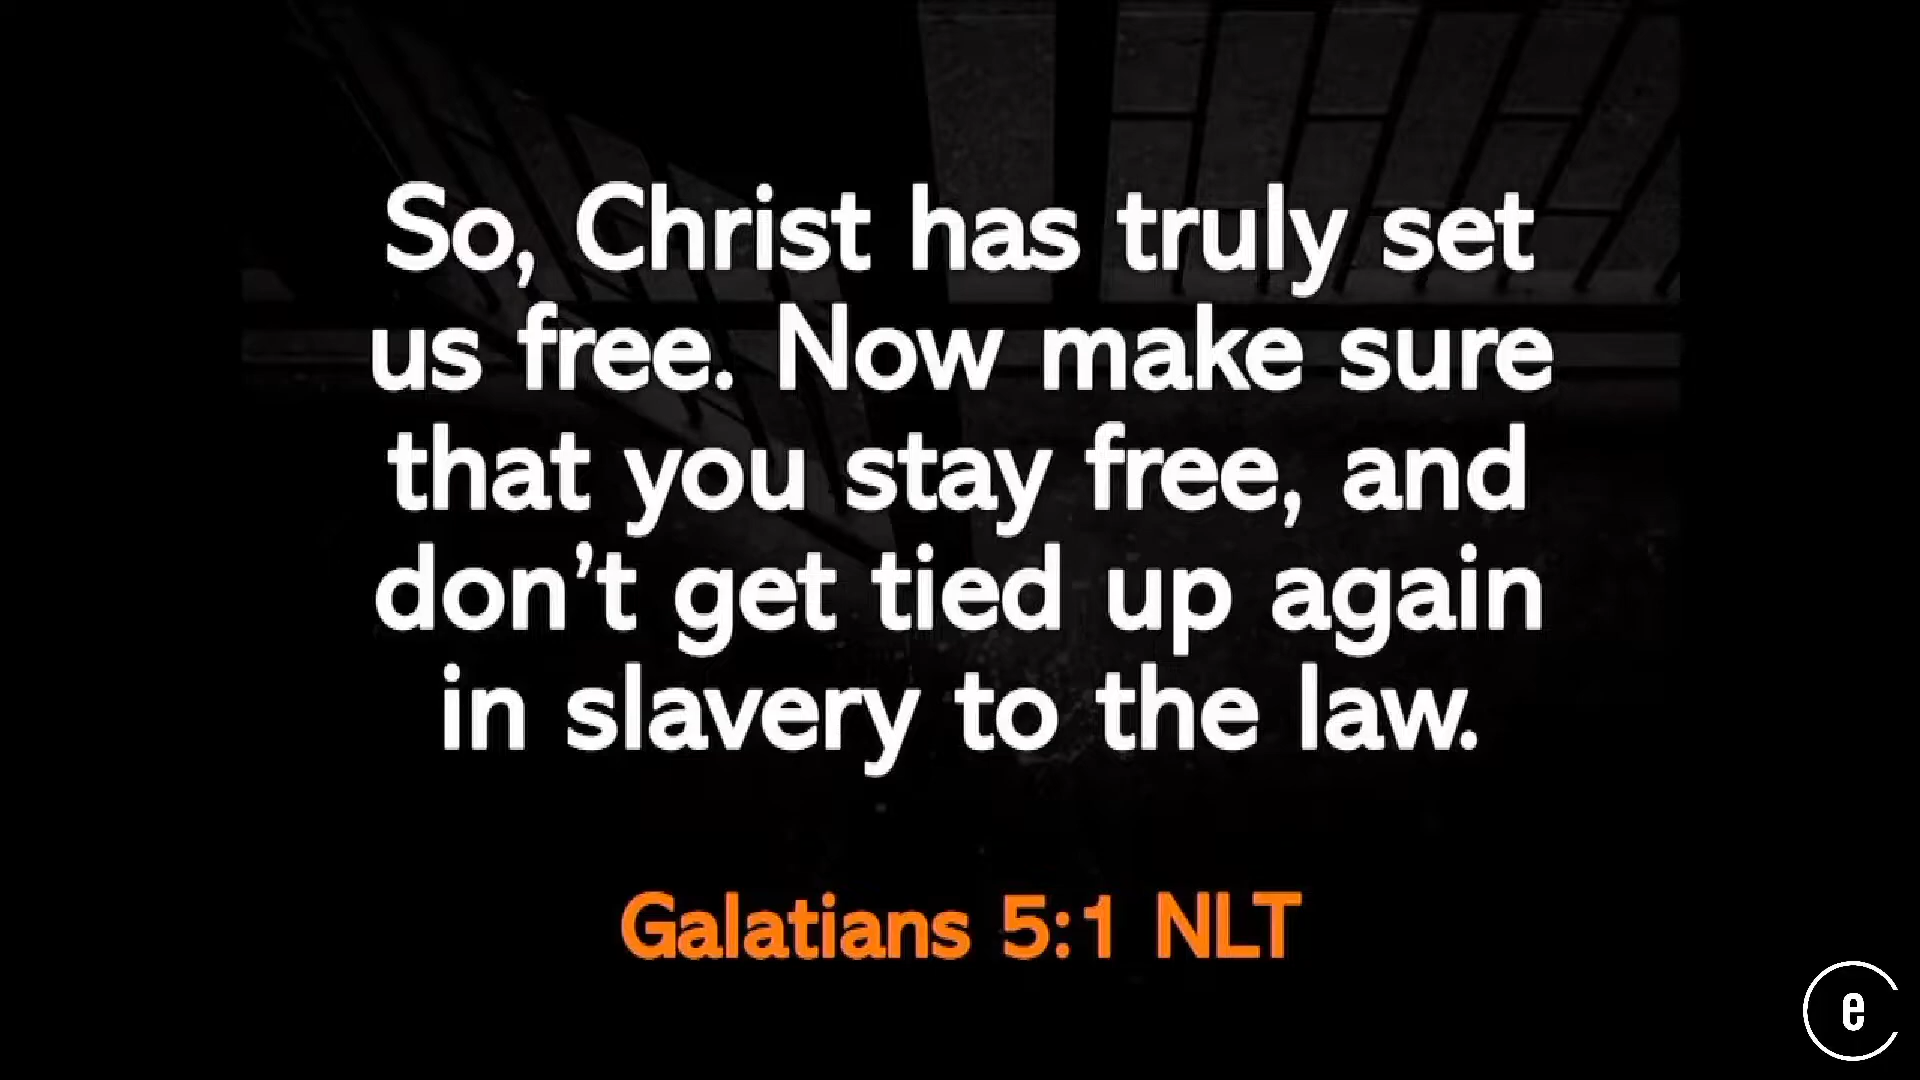 So, Christ has truly set
us free. Now make sure
that you stay free, and
don’t get tied up again
in slavery to the law.
Galatians 5:1 NLT
e